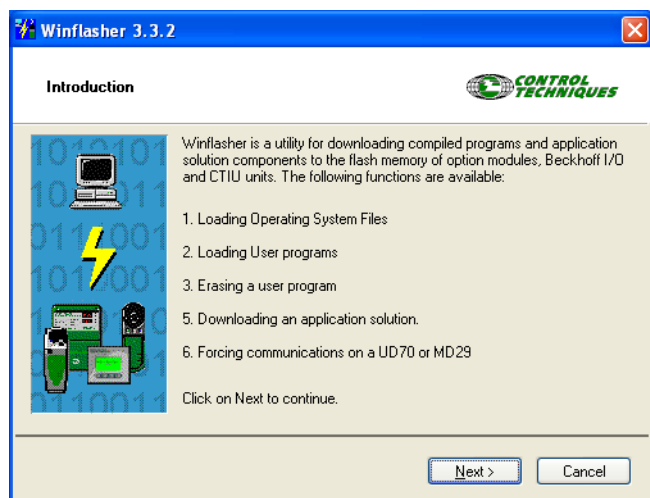 Winflasher 3.3.2
Introduction
CONTROL
TECHNIQUES
Winflasher is a utility for downloading compiled programs and application
solution components to the flash memory of option modules, Beckhoff I/O
and CTIU units. The following functions are available:
1. Loading Operating System Files
2. Loading User programs
3. Erasing a user program
5. Downloading an application solution.
6. Forcing communications on a UD70 or MD29
Click on Next to continue.
Next >
Cancel